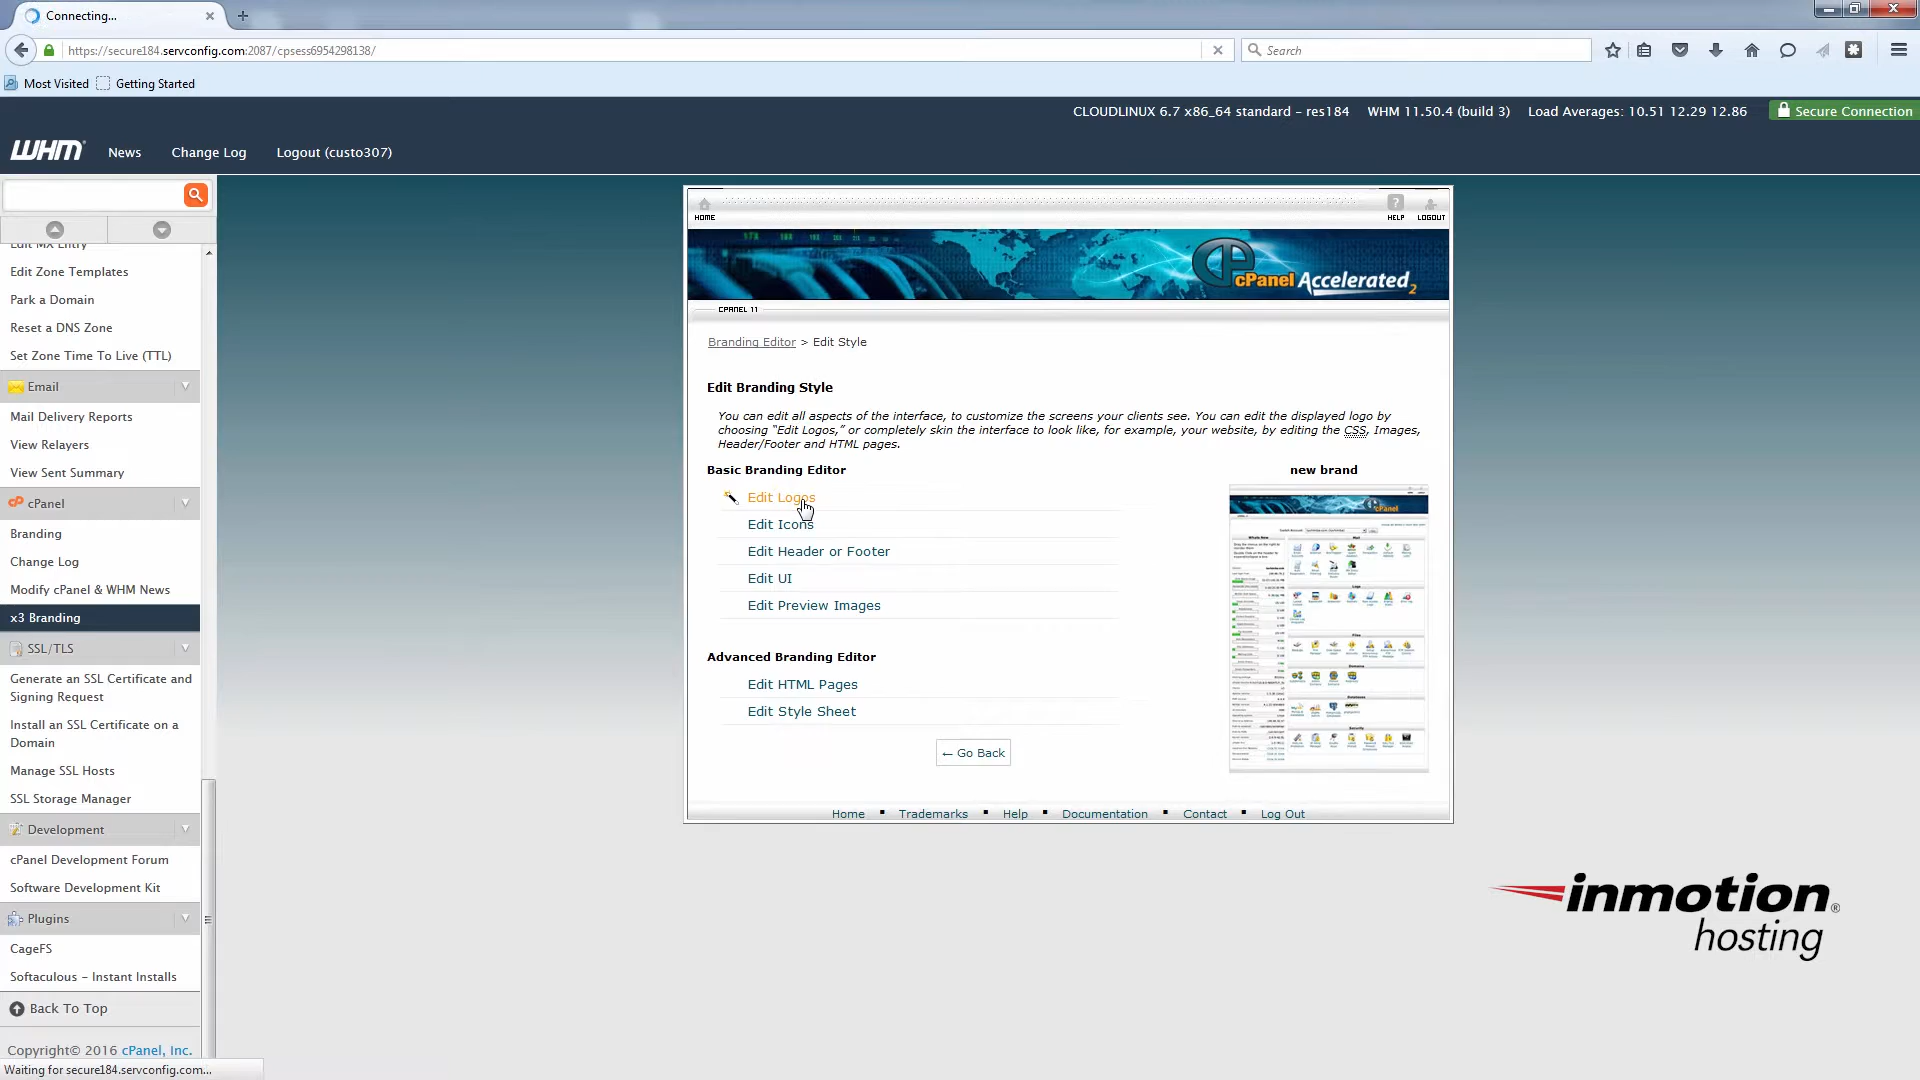 Connecting...
https://secure184.servconfig.com:2087/cpsess6954298138/
Search
Most Visited
Getting Started
CLOUDLINUX 6.7 x86_64 standard – res184
WHM 11.50.4 (build 3)
Load Averages: 10.51 12.29 12.86
Secure Connection
WHM
News
Change Log
Logout (custo307)
Edit MX Entry
Edit Zone Templates
Park a Domain
Reset a DNS Zone
Set Zone Time To Live (TTL)
Email
Mail Delivery Reports
View Relayers
View Sent Summary
cPanel
Branding
Change Log
Modify cPanel & WHM News
x3 Branding
SSL/TLS
Generate an SSL Certificate and
Signing Request
Install an SSL Certificate on a
Domain
Manage SSL Hosts
SSL Storage Manager
Development
cPanel Development Forum
Software Development Kit
Plugins
CageFS
Softaculous – Instant Installs
Back To Top
Copyright© 2016 cPanel, Inc.
Waiting for secure184.servconfig.com...
HOME
HELP
LOGOUT
cPanel Accelerated2
CPANEL 11
Branding Editor > Edit Style
Edit Branding Style
You can edit all aspects of the interface, to customize the screens your clients see. You can edit the displayed logo by
choosing “Edit Logos,” or completely skin the interface to look like, for example, your website, by editing the CSS, Images,
Header/Footer and HTML pages.
Basic Branding Editor
new brand
Edit Logos
Edit Icons
Edit Header or Footer
Edit UI
Edit Preview Images
Advanced Branding Editor
Edit HTML Pages
Edit Style Sheet
← Go Back
Home ▪ Trademarks ▪ Help ▪ Documentation ▪ Contact ▪ Log Out
inmotion®
hosting